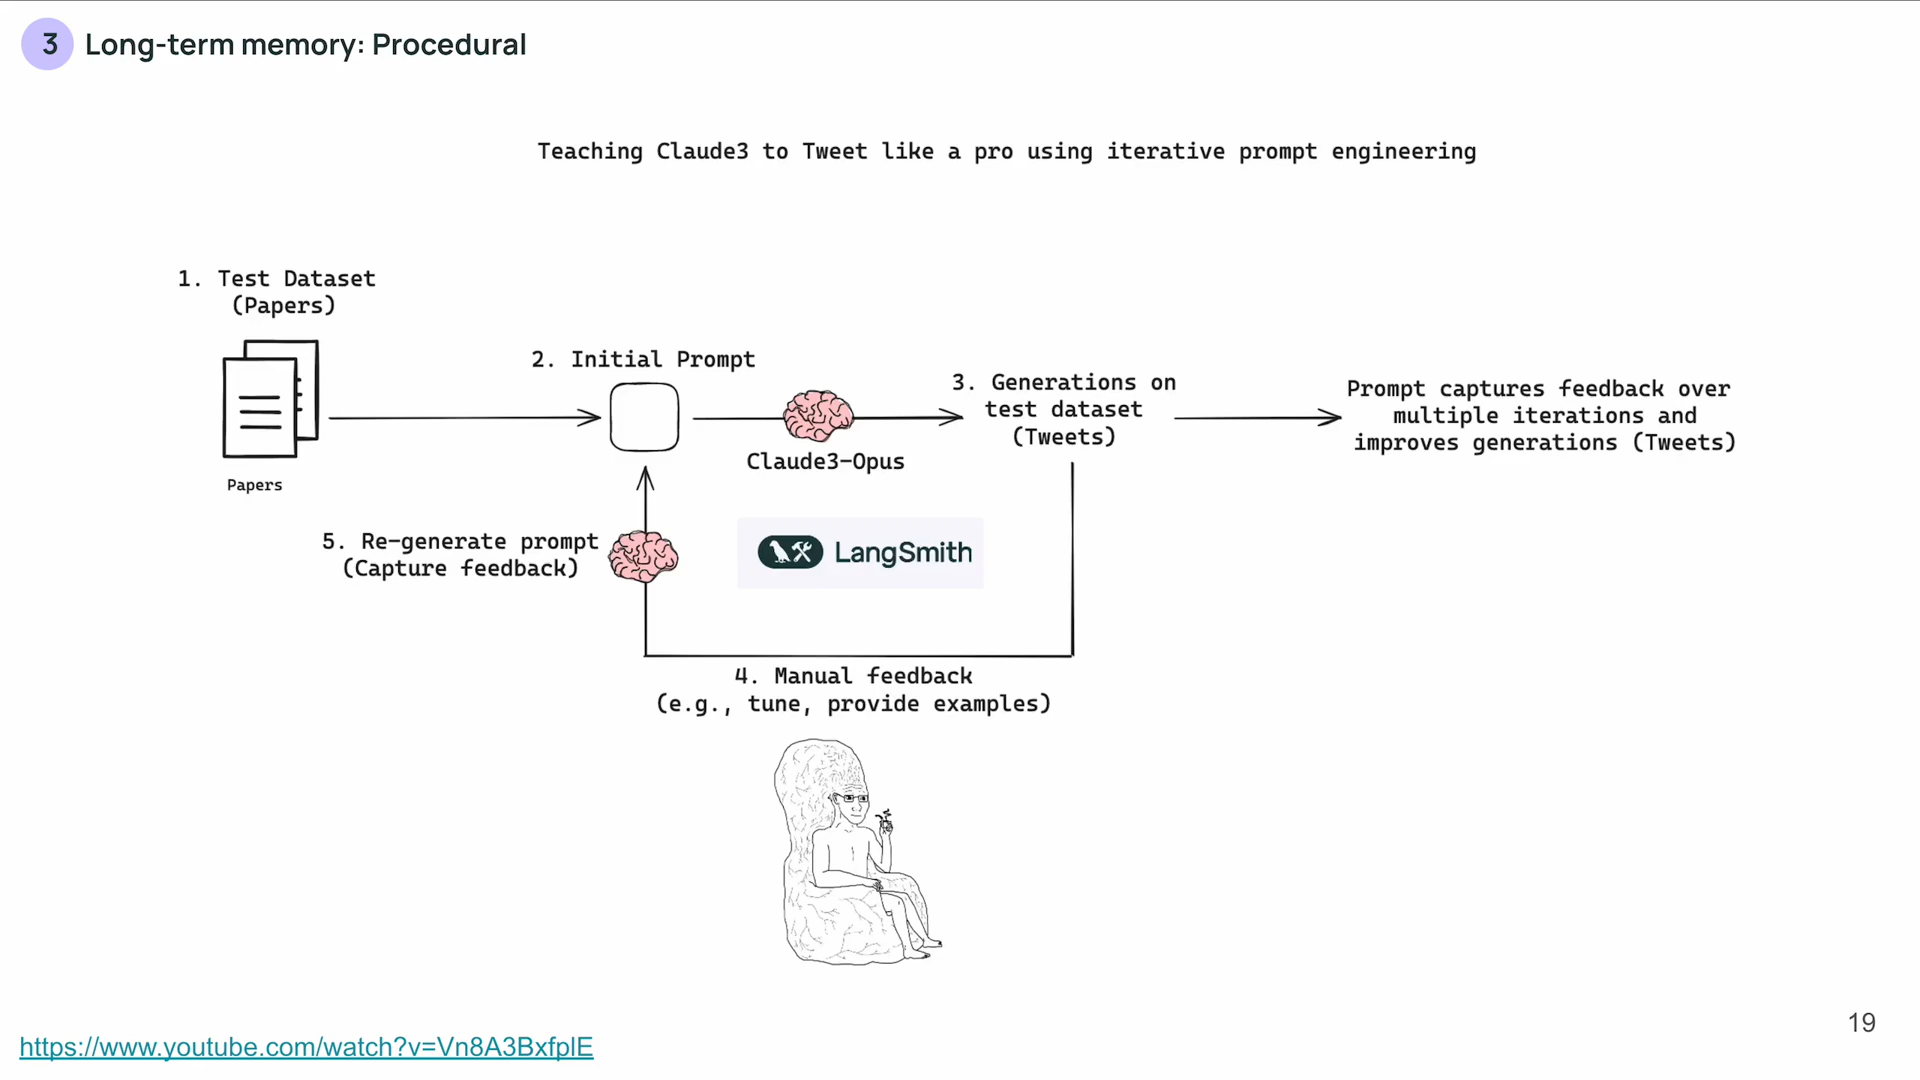 3 Long-term memory: Procedural
Teaching Claude3 to Tweet like a pro using iterative prompt engineering
1. Test Dataset
(Papers)
Papers
2. Initial Prompt
Claude3-Opus
3. Generations on
test dataset
(Tweets)
Prompt captures feedback over
multiple iterations and
improves generations (Tweets)
5. Re-generate prompt
(Capture feedback)
LangSmith
4. Manual feedback
(e.g., tune, provide examples)
19
https://www.youtube.com/watch?v=Vn8A3BxfplE